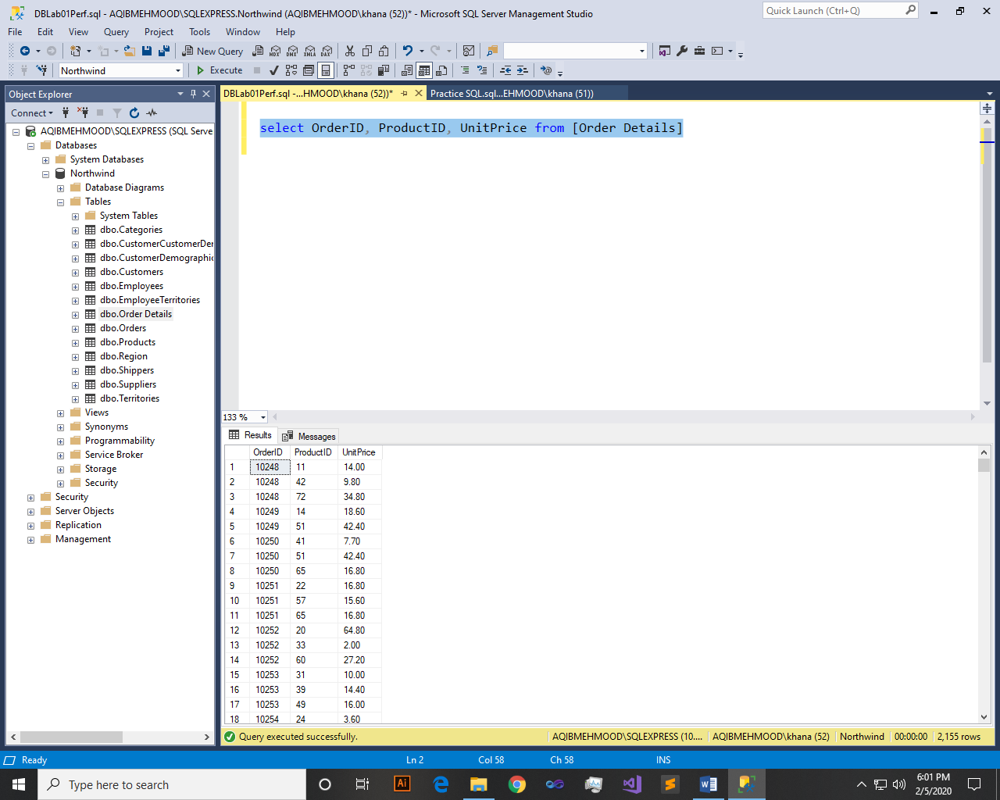 DBLab01Perf.sql - AQIBMEHMOOD\SQLEXPRESS.Northwind (AQIBMEHMOOD\khana (52))* - Microsoft SQL Server Management Studio
Quick Launch (Ctrl+Q)
File Edit View Query Project Tools Window Help
New Query MDX DMX XMLA DAX
Northwind Execute
Object Explorer
DBLab01Perf.sql -...HMOOD\khana (52))* Practice SQL.sql...EHMOOD\khana (51))
Connect
AQIBMEHMOOD\SQLEXPRESS (SQL Serve
Databases
System Databases
Northwind
Database Diagrams
Tables
System Tables
dbo.Categories
dbo.CustomerCustomerDer
dbo.CustomerDemographic
dbo.Customers
dbo.Employees
dbo.EmployeeTerritories
dbo.Order Details
dbo.Orders
dbo.Products
dbo.Region
dbo.Shippers
dbo.Suppliers
dbo.Territories
Views
Synonyms
Programmability
Service Broker
Storage
Security
Security
Server Objects
Replication
Management
select OrderID, ProductID, UnitPrice from [Order Details]
133 %
Results Messages
OrderID ProductID UnitPrice
1 10248 11 14.00
2 10248 42 9.80
3 10248 72 34.80
4 10249 14 18.60
5 10249 51 42.40
6 10250 41 7.70
7 10250 51 42.40
8 10250 65 16.80
9 10251 22 16.80
10 10251 57 15.60
11 10251 65 16.80
12 10252 20 64.80
13 10252 33 2.00
14 10252 60 27.20
15 10253 31 10.00
16 10253 39 14.40
17 10253 49 16.00
18 10254 24 3.60
Query executed successfully. AQIBMEHMOOD\SQLEXPRESS (10.... AQIBMEHMOOD\khana (52) Northwind 00:00:00 2,155 rows
Ready Ln 2 Col 58 Ch 58 INS
Type here to search
Ai
6:01 PM
2/5/2020